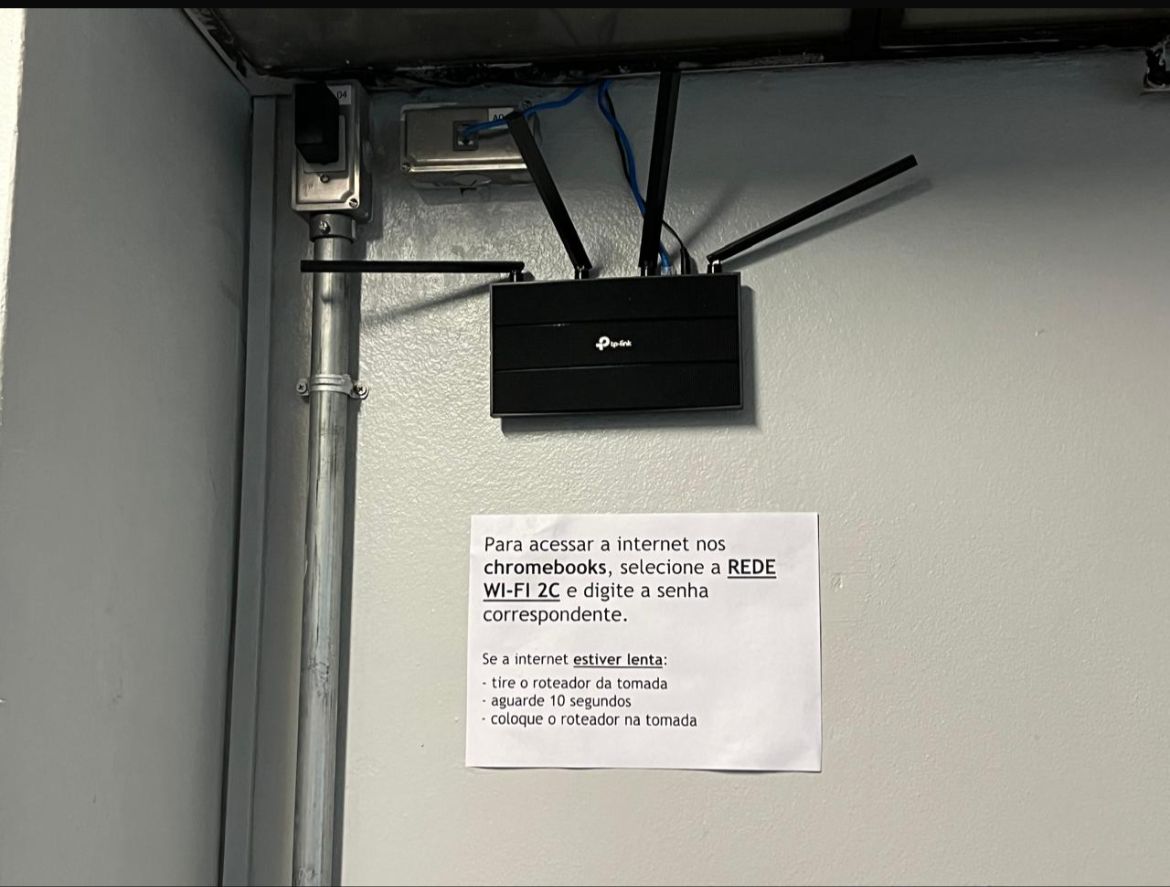 04
tp-link
Para acessar a internet nos
chromebooks, selecione a REDE
WI-FI 2C e digite a senha
correspondente.
Se a internet estiver lenta:
- tire o roteador da tomada
- aguarde 10 segundos
- coloque o roteador na tomada